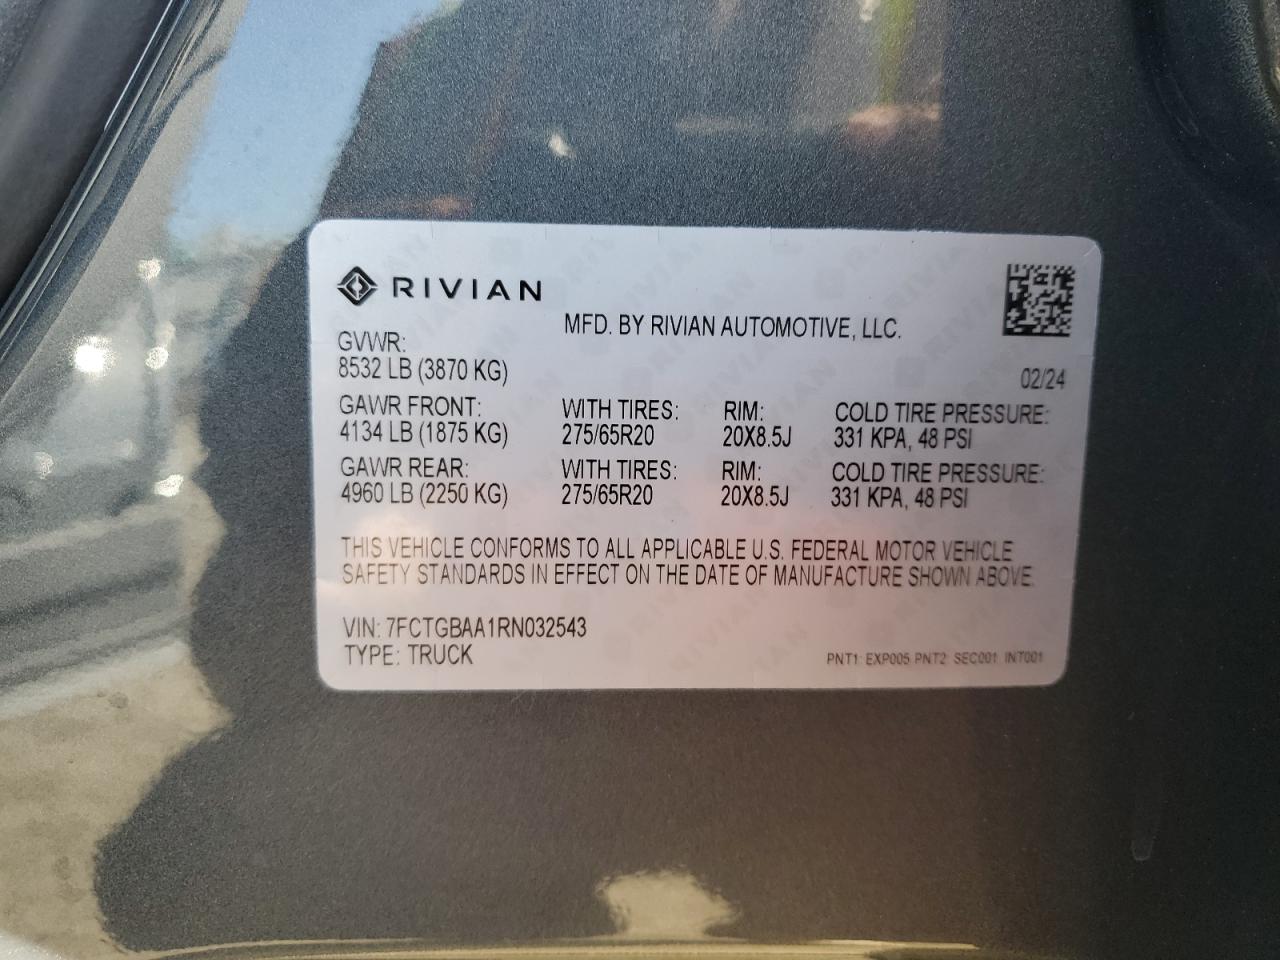 RIVIAN
MFD. BY RIVIAN AUTOMOTIVE, LLC.
GVWR:
8532 LB (3870 KG)
02/24
GAWR FRONT: WITH TIRES: RIM: COLD TIRE PRESSURE:
4134 LB (1875 KG) 275/65R20 20X8.5J 331 KPA, 48 PSI
GAWR REAR: WITH TIRES: RIM: COLD TIRE PRESSURE:
4960 LB (2250 KG) 275/65R20 20X8.5J 331 KPA, 48 PSI
THIS VEHICLE CONFORMS TO ALL APPLICABLE U.S. FEDERAL MOTOR VEHICLE
SAFETY STANDARDS IN EFFECT ON THE DATE OF MANUFACTURE SHOWN ABOVE.
VIN: 7FCTGBAA1RN032543
TYPE: TRUCK
PNT1: EXP005 PNT2: SEC001 INT001